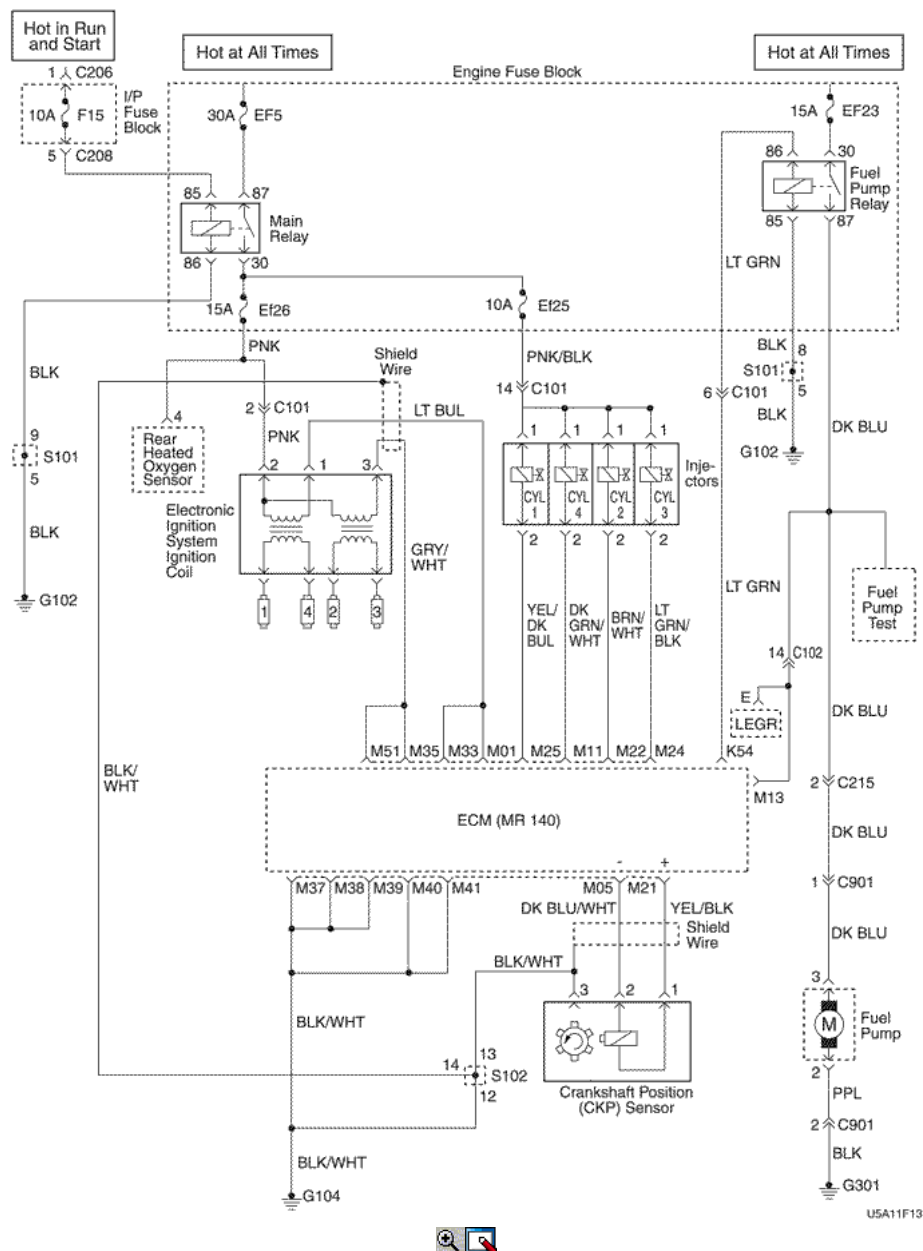 Hot in Run
and Start
Hot at All Times
Hot at All Times
1 C206
Engine Fuse Block
10A F15
I/P
Fuse
Block
30A EF5
15A EF23
5 C208
86 30
Fuel
Pump
Relay
85 87
Main
Relay
85 87
86 30
LT GRN
15A Ef26
10A Ef25
PNK
BLK 8
PNK/BLK
Shield
Wire
S101
BLK
14 C101
6 C101
5
LT BUL
BLK
2 C101
4
DK BLU
PNK
1 1 1 1
G102
9
Rear
Heated
Oxygen
Sensor
S101
2 1 3
Inje-
ctors
5
CYL
1
CYL
4
CYL
2
CYL
3
Electronic
Ignition
System
Ignition
Coil
BLK
2 2 2 2
GRY/
WHT
LT GRN
Fuel
Pump
Test
G102
1 4 2 3
YEL/
DK
BUL
DK
GRN/
WHT
BRN/
WHT
LT
GRN/
BLK
14 C102
E
LEGR
DK BLU
M51 M35 M33 M01 M25 M11 M22 M24 K54
BLK/
WHT
2 C215
M13
ECM (MR 140)
DK BLU
- +
M37 M38 M39 M40 M41
M05 M21
1 C901
DK BLU/WHT
YEL/BLK
Shield
Wire
DK BLU
BLK/WHT
3
3 2 1
BLK/WHT
M
Fuel
Pump
13
14 S102
12
2
Crankshaft Position
(CKP) Sensor
PPL
2 C901
BLK
BLK/WHT
G104
G301
U5A11F13